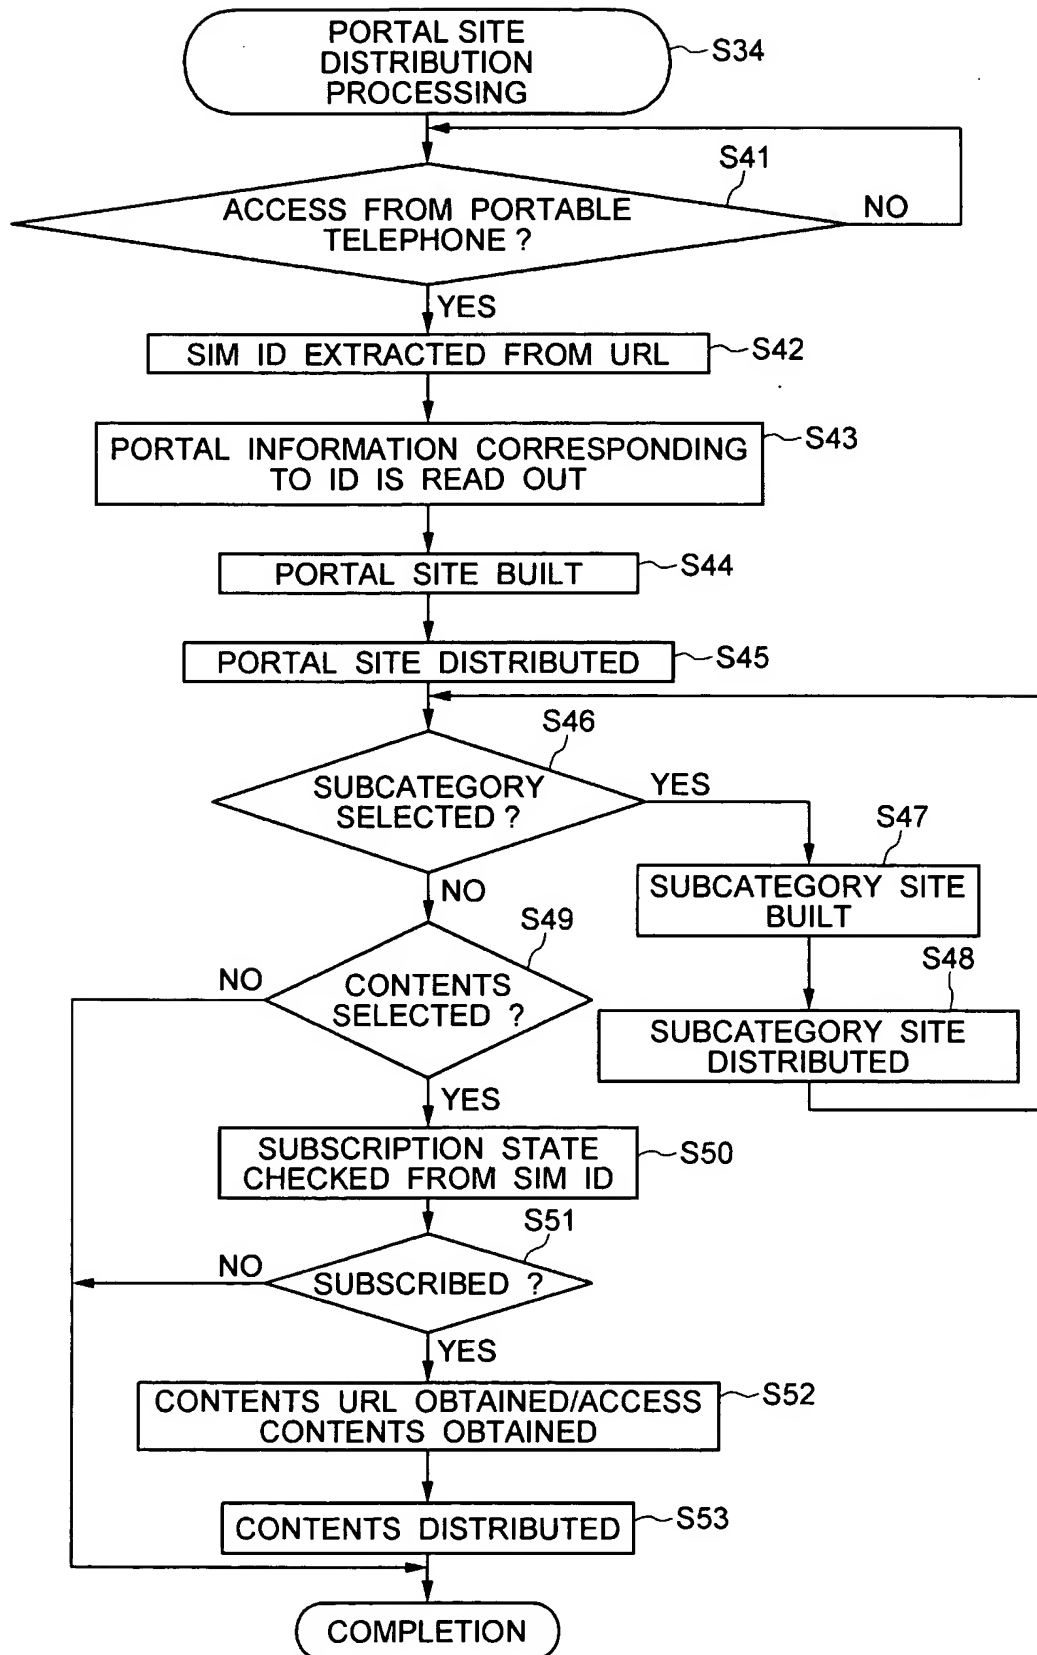 PORTAL SITE
DISTRIBUTION
PROCESSING
S34
S41
ACCESS FROM PORTABLE
TELEPHONE ?
NO
YES
SIM ID EXTRACTED FROM URL
S42
PORTAL INFORMATION CORRESPONDING
TO ID IS READ OUT
S43
PORTAL SITE BUILT
S44
PORTAL SITE DISTRIBUTED
S45
S46
SUBCATEGORY
SELECTED ?
YES
S47
SUBCATEGORY SITE
BUILT
NO
S49
S48
NO
CONTENTS
SELECTED ?
SUBCATEGORY SITE
DISTRIBUTED
YES
SUBSCRIPTION STATE
CHECKED FROM SIM ID
S50
S51
NO
SUBSCRIBED ?
YES
CONTENTS URL OBTAINED/ACCESS
CONTENTS OBTAINED
S52
CONTENTS DISTRIBUTED
S53
COMPLETION